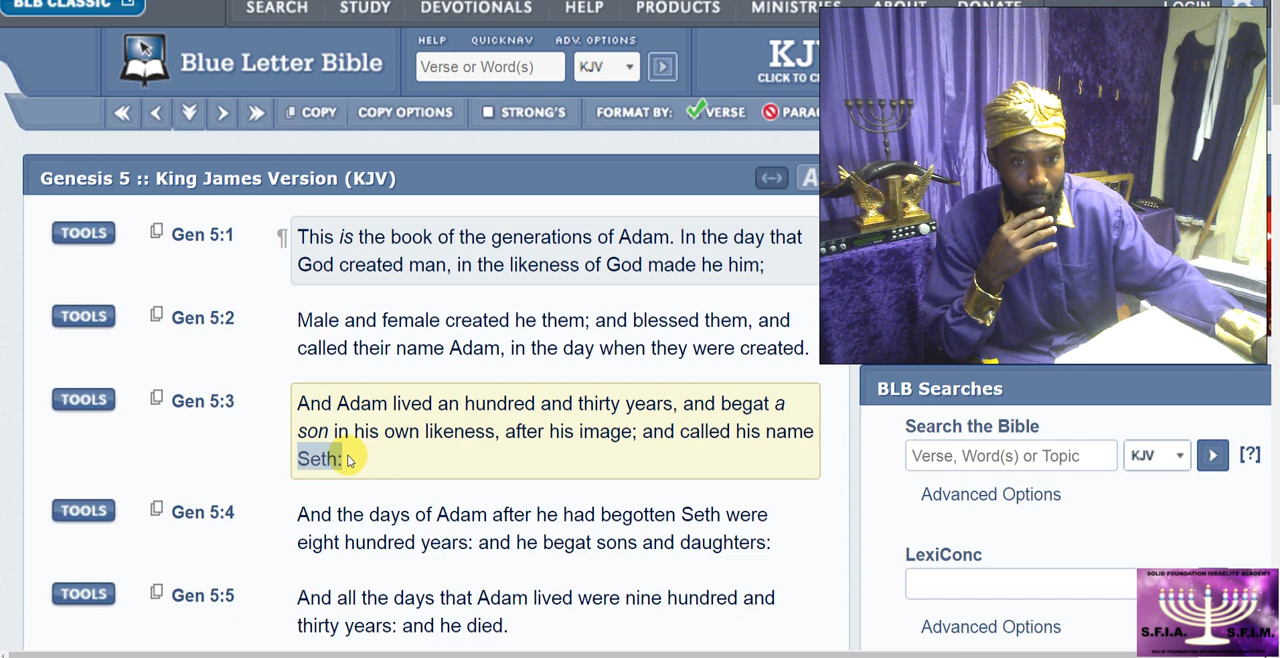 BLB CLASSIC
SEARCH STUDY DEVOTIONALS HELP PRODUCTS MINISTRIES ABOUT DONATE LOGIN
HELP QUICKNAV ADV. OPTIONS
Blue Letter Bible
Verse or Word(s) KJV
KJV
CLICK TO
COPY COPY OPTIONS STRONG'S FORMAT BY: VERSE
Genesis 5 :: King James Version (KJV)
A
TOOLS Gen 5:1 ¶ This is the book of the generations of Adam. In the day that
God created man, in the likeness of God made he him;
TOOLS Gen 5:2 Male and female created he them; and blessed them, and
called their name Adam, in the day when they were created.
TOOLS Gen 5:3 And Adam lived an hundred and thirty years, and begat a
son in his own likeness, after his image; and called his name
Seth:
TOOLS Gen 5:4 And the days of Adam after he had begotten Seth were
eight hundred years: and he begat sons and daughters:
TOOLS Gen 5:5 And all the days that Adam lived were nine hundred and
thirty years: and he died.
BLB Searches
Search the Bible
Verse, Word(s) or Topic KJV [?]
Advanced Options
LexiConc
Advanced Options
SOLID FOUNDATION ISRAELITE ACADEMY
S.F.I.A. S.F.I.M.